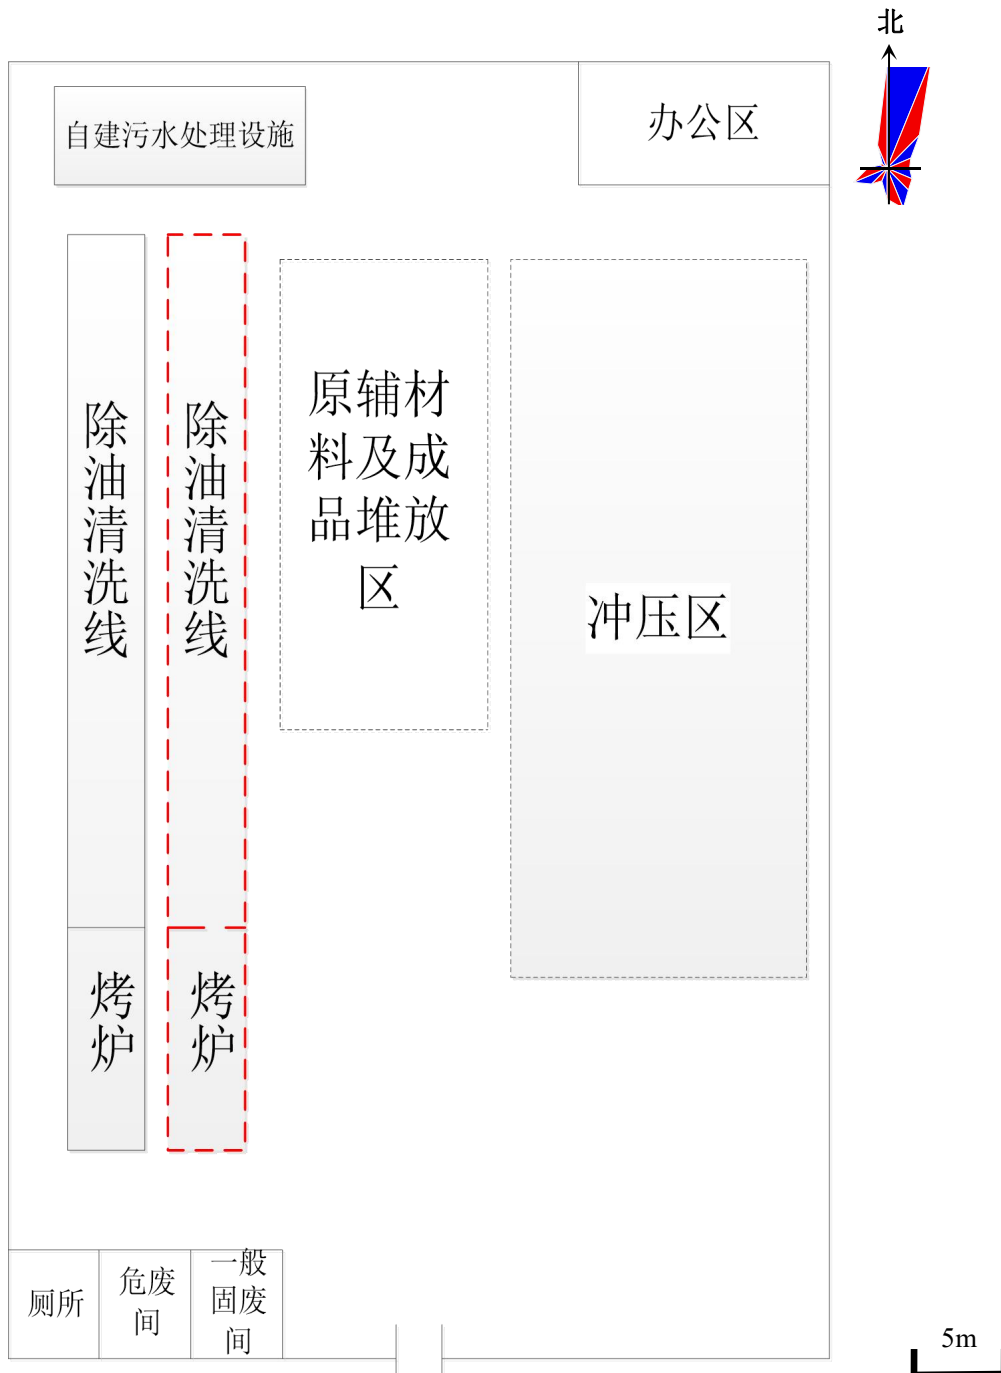 北
自建污水处理设施
办公区
除油清洗线
除油清洗线
原辅材
料及成
品堆放
区
冲压区
烤炉
烤炉
厕所
危废
间
一般
固废
间
5m